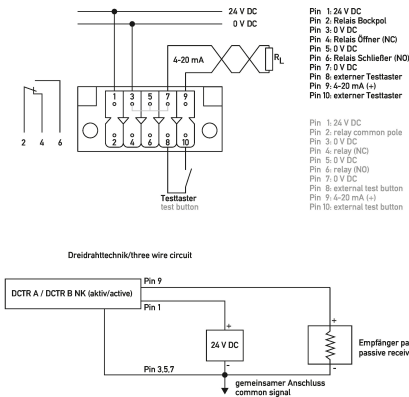 24 V DC
0 V DC
4-20 mA
RL
1 3 5 7 9
2 4 6 8 10
2 4 6
Testtaster
test button
Pin 1: 24 V DC
Pin 2: Relais Bockpol
Pin 3: 0 V DC
Pin 4: Relais Öffner (NC)
Pin 5: 0 V DC
Pin 6: Relais Schließer (NO)
Pin 7: 0 V DC
Pin 8: externer Testtaster
Pin 9: 4-20 mA (+)
Pin 10: externer Testtaster
Pin 1: 24 V DC
Pin 2: relay common pole
Pin 3: 0 V DC
Pin 4: relay (NC)
Pin 5: 0 V DC
Pin 6: relay (NO)
Pin 7: 0 V DC
Pin 8: external test button
Pin 9: 4-20 mA (+)
Pin 10: external test button
Dreidrahttechnik/three wire circuit
DCTR A / DCTR B NK (aktiv/active)
Pin 9
Pin 1
+
24 V DC
-
+
-
Empfänger pa
passive receiv
Pin 3,5,7
gemeinsamer Anschluss
common signal